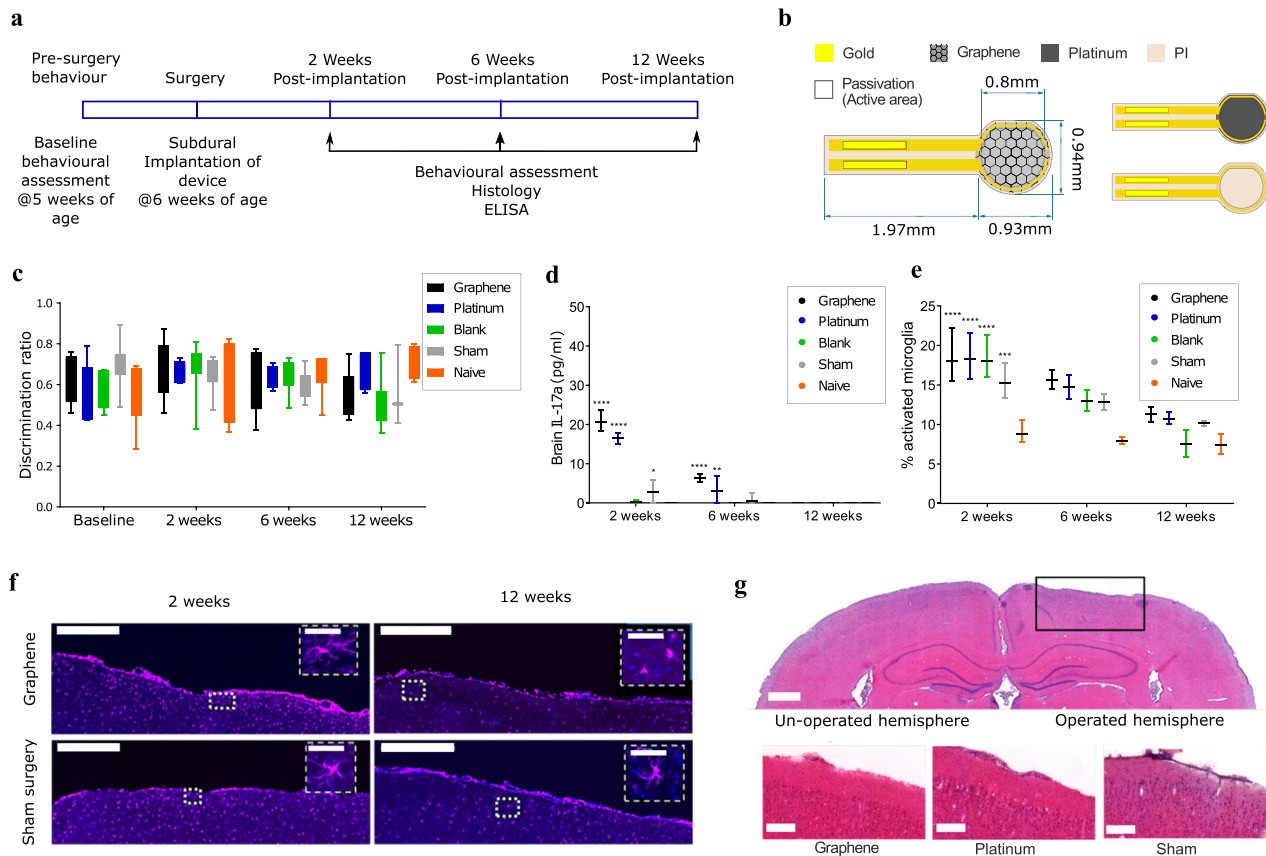 a
Pre-surgery
behaviour
Surgery
2 Weeks
Post-implantation
6 Weeks
Post-implantation
12 Weeks
Post-implantation
Baseline
behavioural
assessment
@5 weeks of
age
Subdural
Implantation of
device
@6 weeks of age
Behavioural assessment
Histology
ELISA
b
Gold
Graphene
Platinum
PI
Passivation
(Active area)
0.8mm
0.94mm
1.97mm
0.93mm
c
Graphene
Platinum
Blank
Sham
Naive
Discrimination ratio
1.0
0.8
0.6
0.4
0.2
0.0
Baseline
2 weeks
6 weeks
12 weeks
d
Graphene
Platinum
Blank
Sham
Naive
Brain IL-17a (pg/ml)
50
40
30
20
10
0
****
****
*
****
**
2 weeks
6 weeks
12 weeks
e
Graphene
Platinum
Blank
Sham
Naive
% activated microglia
25
20
15
10
5
0
****
****
****
***
2 weeks
6 weeks
12 weeks
f
2 weeks
12 weeks
Graphene
Sham surgery
g
Un-operated hemisphere
Operated hemisphere
Graphene
Platinum
Sham